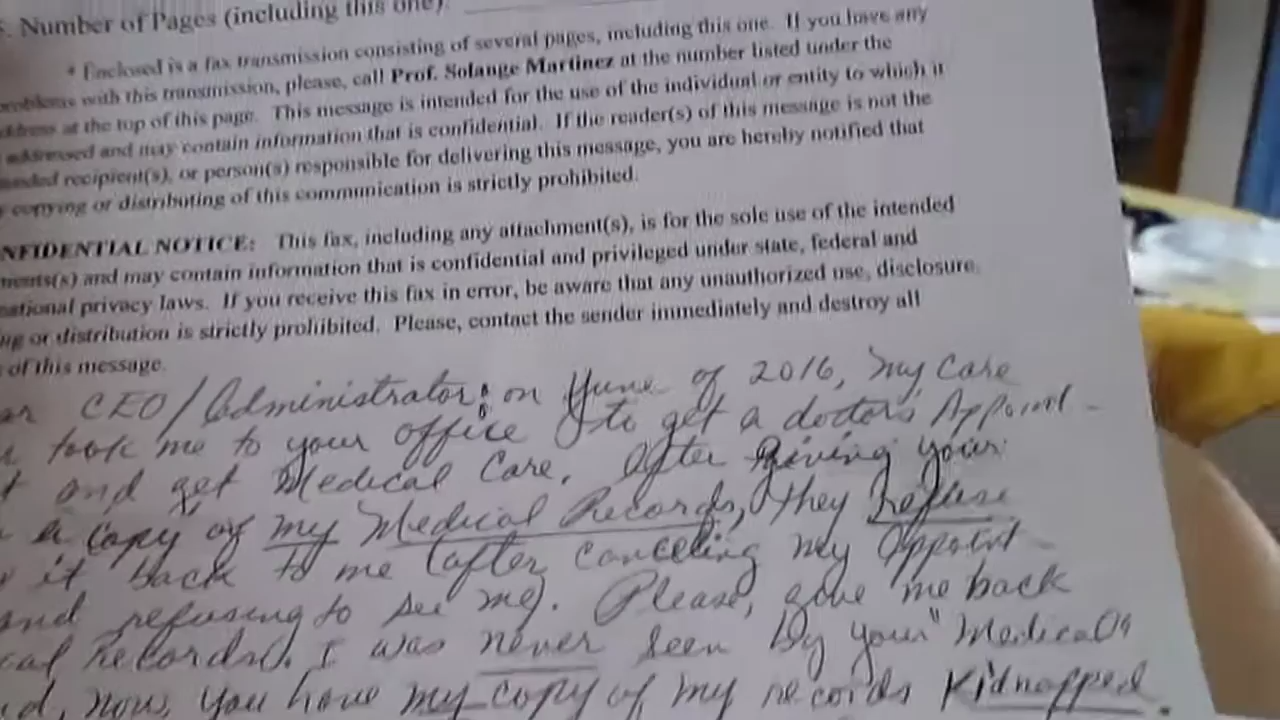 5. Number of Pages (including this one):
* Enclosed is a fax transmission consisting of several pages, including this one. If you have any
problems with this transmission, please, call Prof. Solange Martinez at the number listed under the
address at the top of this page. This message is intended for the use of the individual or entity to which it
addressed and may contain information that is confidential. If the reader(s) of this message is not the
nded recipient(s), or person(s) responsible for delivering this message, you are hereby notified that
copying or distributing of this communication is strictly prohibited.
NFIDENTIAL NOTICE: This fax, including any attachment(s), is for the sole use of the intended
ments(s) and may contain information that is confidential and privileged under state, federal and
national privacy laws. If you receive this fax in error, be aware that any unauthorized use, disclosure
ng or distribution is strictly prohibited. Please, contact the sender immediately and destroy all
of this message.
ar CEO/Administrator: on June of 2016, my care
took me to your office to get a doctor's Appoint-
t and get Medical Care. After giving your
a copy of my Medical Records, they refuse
it back to me (after canceling my Appoint-
and refusing to see me). Please, give me back
cal Records. I was never seen by your "Medical"
d, now, you have my copy of my records Kidnapped.